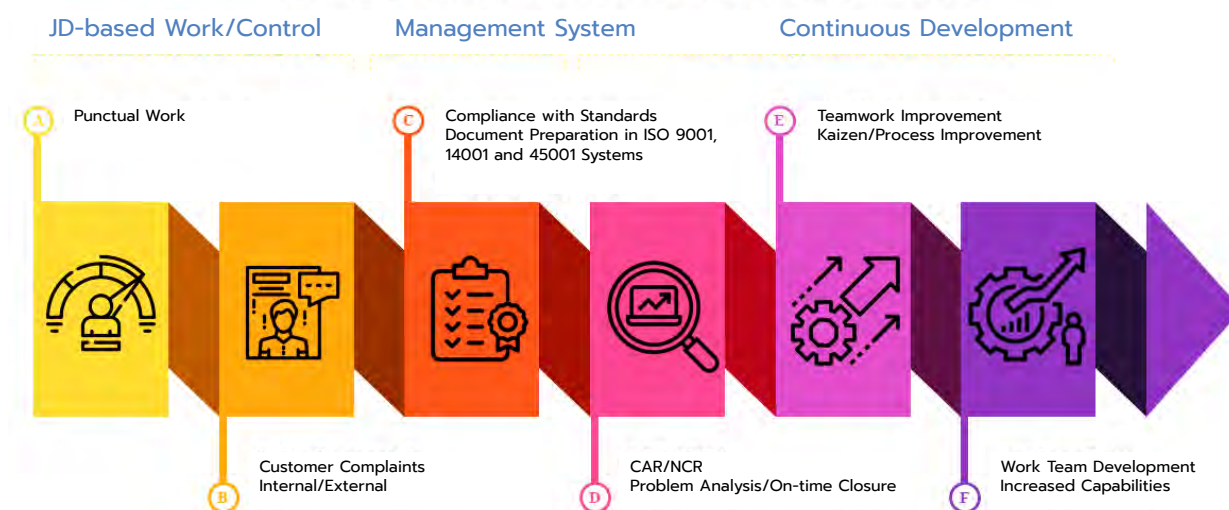 JD-based Work/Control
Management System
Continuous Development
A
Punctual Work
C
Compliance with Standards
Document Preparation in ISO 9001,
14001 and 45001 Systems
E
Teamwork Improvement
Kaizen/Process Improvement
B
Customer Complaints
Internal/External
D
CAR/NCR
Problem Analysis/On-time Closure
F
Work Team Development
Increased Capabilities